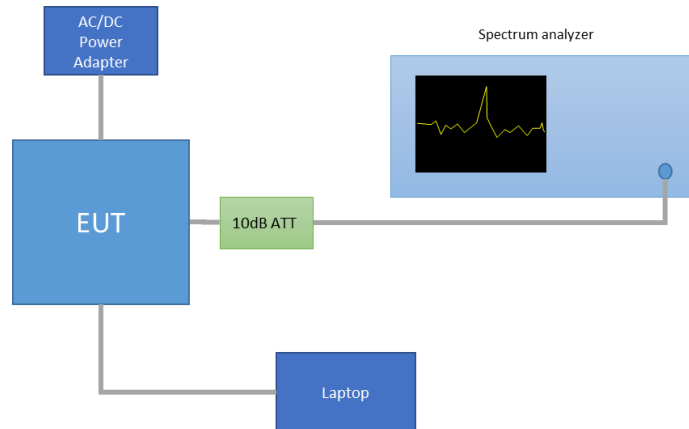 AC/DC
Power
Adapter
Spectrum analyzer
EUT
10dB ATT
Laptop